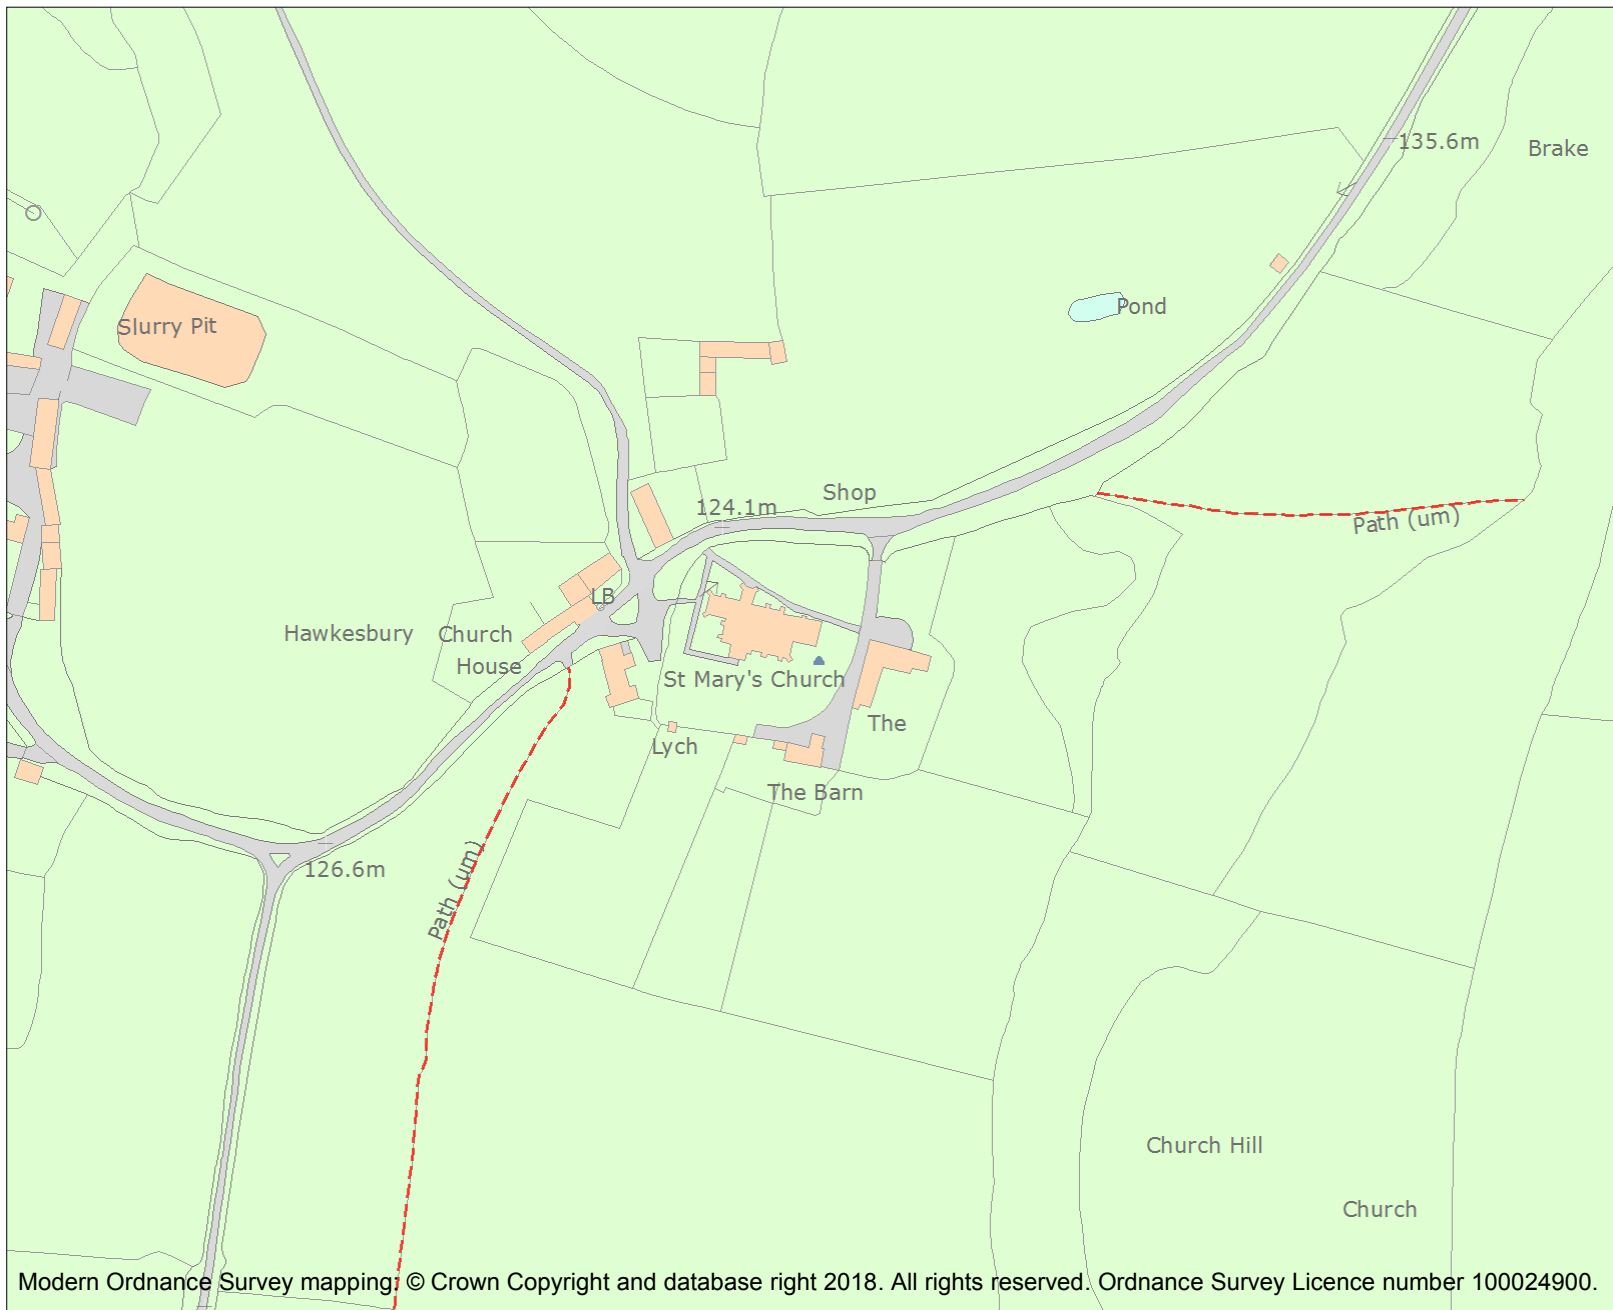 135.6m
Brake
Pond
Slurry Pit
Shop
124.1m
Path (um)
LB
Hawkesbury
Church
House
St Mary's Church
The
Lych
The Barn
126.6m
Path (um)
Church Hill
Church
Modern Ordnance Survey mapping: © Crown Copyright and database right 2018. All rights reserved. Ordnance Survey Licence number 100024900.